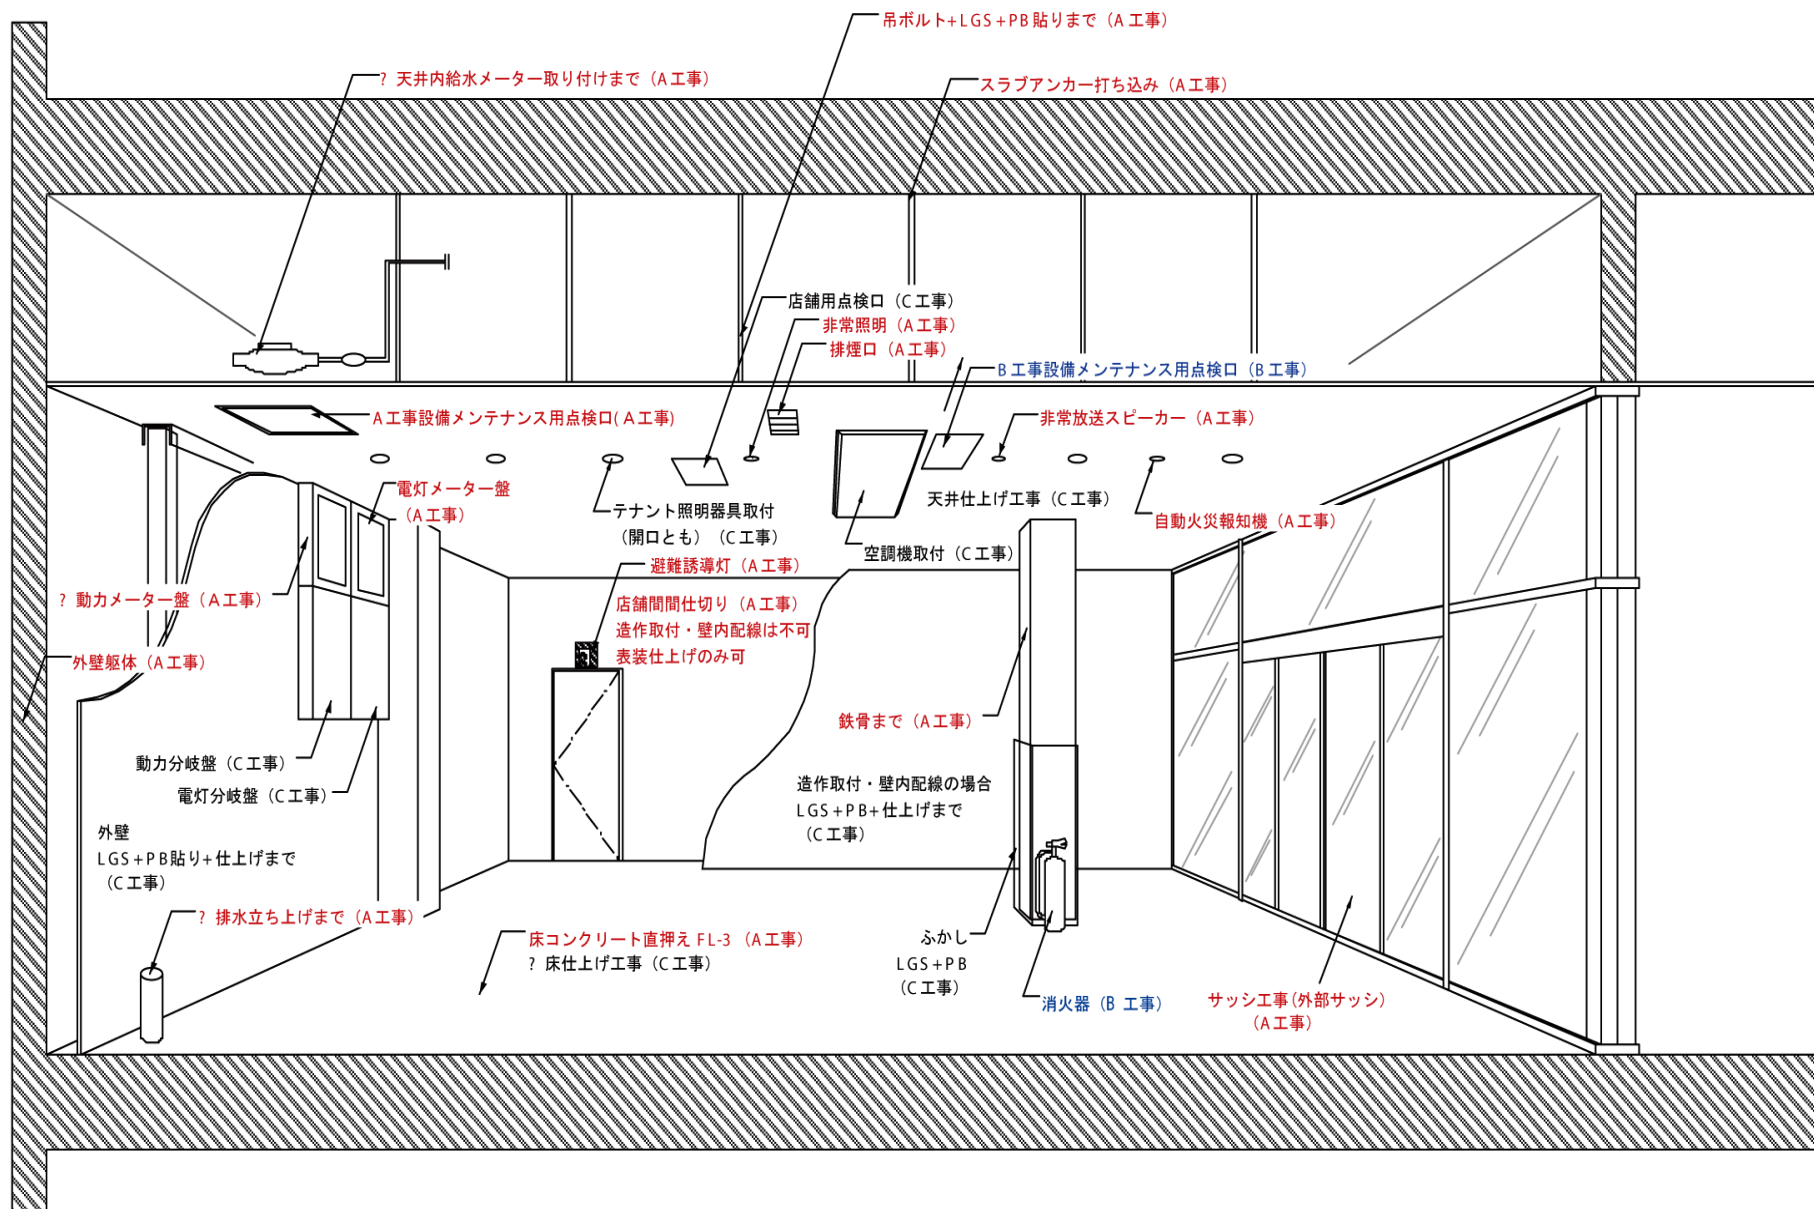 吊ボルト+LGS+PB貼りまで（A工事）
? 天井内給水メーター取り付けまで（A工事）
スラブアンカー打ち込み（A工事）
店舗用点検口（C工事）
非常照明（A工事）
排煙口（A工事）
B工事設備メンテナンス用点検口（B工事）
A工事設備メンテナンス用点検口(A工事)
非常放送スピーカー（A工事）
電灯メーター盤
（A工事）
テナント照明器具取付
（開口とも）（C工事）
天井仕上げ工事（C工事）
自動火災報知機（A工事）
空調機取付（C工事）
避難誘導灯（A工事）
? 動力メーター盤（A工事）
店舗間間仕切り（A工事）
造作取付・壁内配線は不可
表装仕上げのみ可
外壁躯体（A工事）
鉄骨まで（A工事）
動力分岐盤（C工事）
電灯分岐盤（C工事）
造作取付・壁内配線の場合
LGS+PB+仕上げまで
（C工事）
外壁
LGS+PB貼り+仕上げまで
（C工事）
? 排水立ち上げまで（A工事）
床コンクリート直押え FL-3（A工事）
? 床仕上げ工事（C工事）
ふかし
LGS+PB
（C工事）
消火器（B 工事）
サッシ工事(外部サッシ)
（A工事）